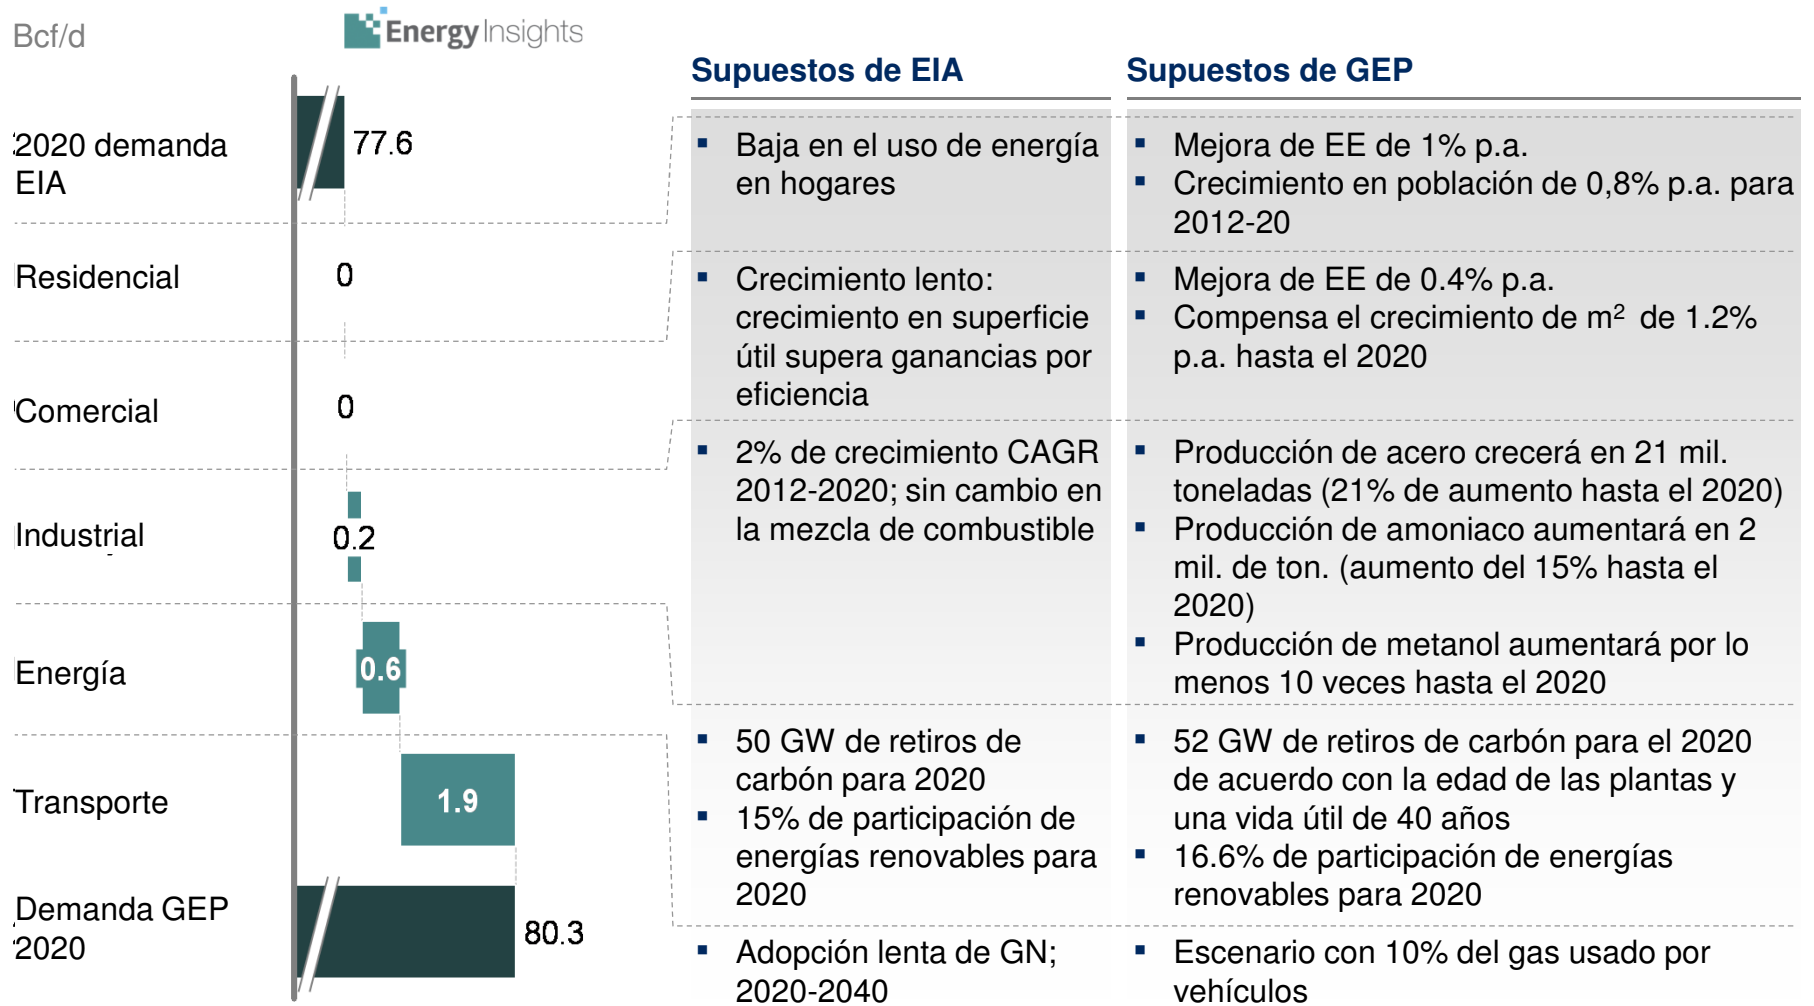 Bcf/d
Energy Insights
Supuestos de EIA
Supuestos de GEP
2020 demanda
EIA
77.6
Residencial
0
Comercial
0
Industrial
0.2
Energía
0.6
Transporte
1.9
Demanda GEP
2020
80.3
▪ Baja en el uso de energía
en hogares
▪ Mejora de EE de 1% p.a.
▪ Crecimiento en población de 0,8% p.a. para
2012-20
▪ Crecimiento lento:
crecimiento en superficie
útil supera ganancias por
eficiencia
▪ Mejora de EE de 0.4% p.a.
▪ Compensa el crecimiento de m² de 1.2%
p.a. hasta el 2020
▪ 2% de crecimiento CAGR
2012-2020; sin cambio en
la mezcla de combustible
▪ Producción de acero crecerá en 21 mil.
toneladas (21% de aumento hasta el 2020)
▪ Producción de amoniaco aumentará en 2
mil. de ton. (aumento del 15% hasta el
2020)
▪ Producción de metanol aumentará por lo
menos 10 veces hasta el 2020
▪ 50 GW de retiros de
carbón para 2020
▪ 15% de participación de
energías renovables para
2020
▪ 52 GW de retiros de carbón para el 2020
de acuerdo con la edad de las plantas y
una vida útil de 40 años
▪ 16.6% de participación de energías
renovables para 2020
▪ Adopción lenta de GN;
2020-2040
▪ Escenario con 10% del gas usado por
vehículos